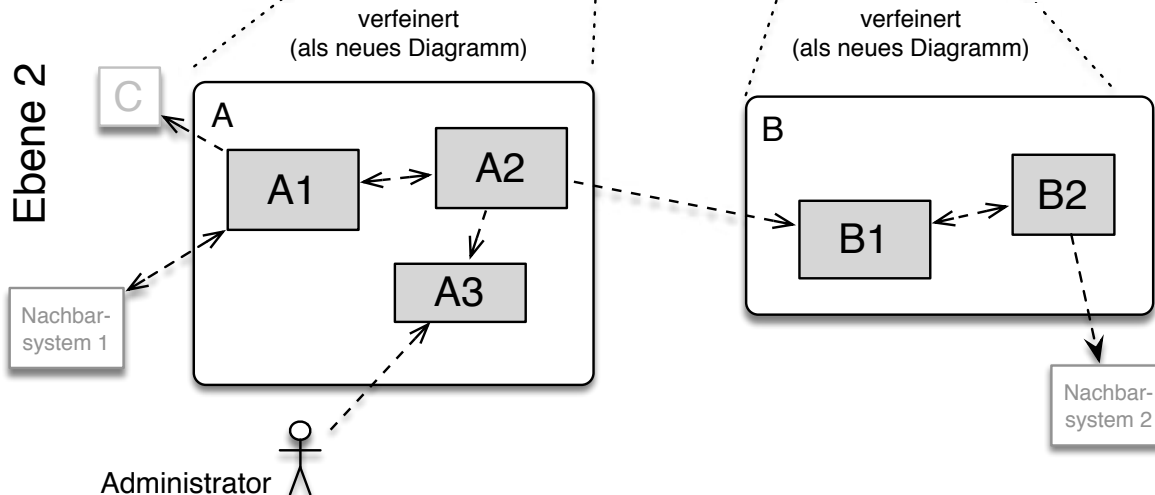 verfeinert
(als neues Diagramm)
verfeinert
(als neues Diagramm)
Ebene 2
C
A
A1
A2
A3
B
B1
B2
Nachbar-
system 1
Nachbar-
system 2
Administrator